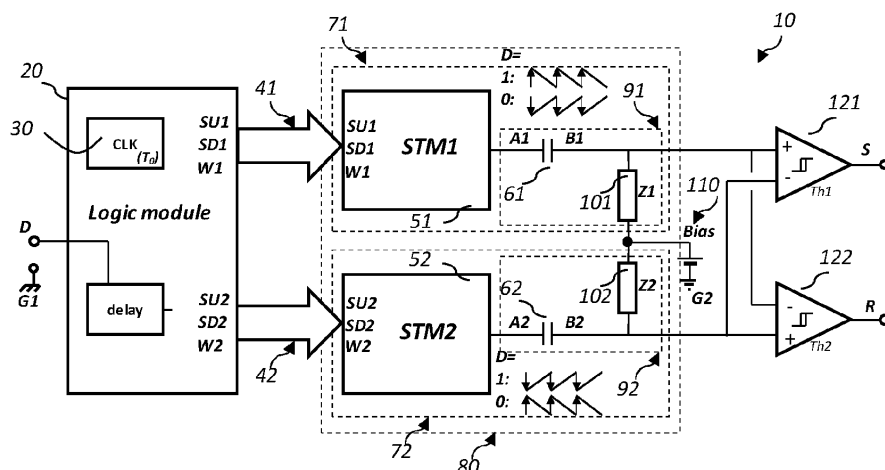 10
71
D=
1:
0:
20
41
91
121
30
CLK
(T0)
SU1
SD1
W1
SU1
SD1
W1
STM1
A1
B1
61
101
Z1
110
Bias
+
-
Th1
S
51
Logic module
D
G1
delay
SU2
SD2
W2
SU2
SD2
W2
52
STM2
62
A2
B2
102
Z2
G2
122
-
+
Th2
R
42
D=
1:
0:
92
72
80